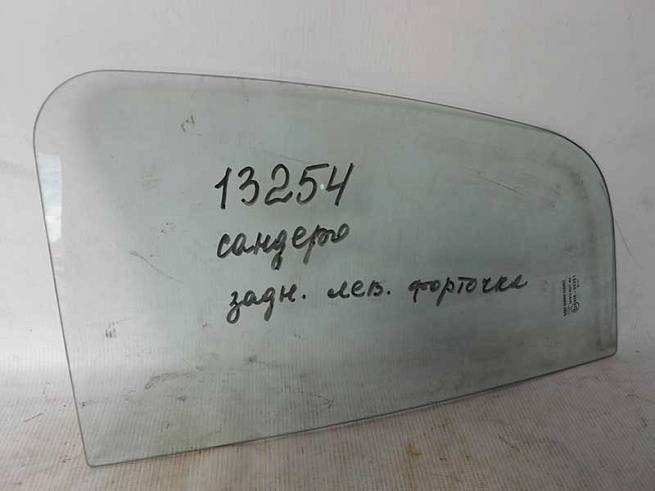 13254
сандеро
задн. лев. форточка